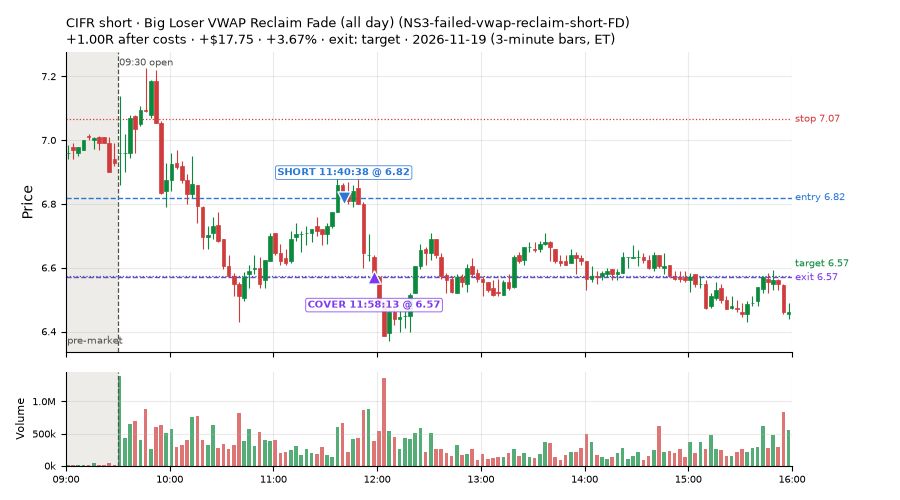 CIFR short · Big Loser VWAP Reclaim Fade (all day) (NS3-failed-vwap-reclaim-short-FD)
+1.00R after costs · +$17.75 · +3.67% · exit: target · 2026-11-19 (3-minute bars, ET)
09:30 open
7.2
stop 7.07
7.0
SHORT 11:40:38 @ 6.82
Price
entry 6.82
6.8
target 6.57
6.6
exit 6.57
COVER 11:58:13 @ 6.57
6.4
pre-market
Volume
1.0M
500k
0k
09:00
10:00
11:00
12:00
13:00
14:00
15:00
16:00